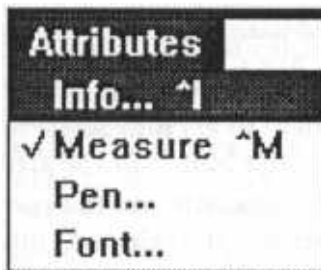 Attributes
Info... ^I
√ Measure ^M
Pen...
Font...